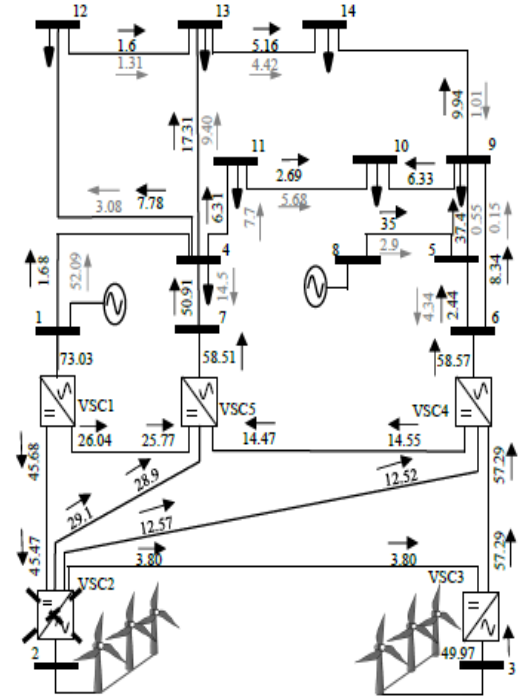 12 13 14
1.6 5.16
1.31 4.42
17.31 9.40 9.94 1.01
11 10 9
2.69 6.33
5.68
3.08 7.78 6.31 7.7 35 37.4 0.55 0.15
2.9
4 8 5
1.68 52.09 50.91 14.5 4.34 2.44 8.34
1 7 6
73.03 58.51 58.57
VSC1 VSC5 VSC4
26.04 25.77 14.47 14.55
45.68 28.9 12.52 57.29
29.1 12.57
45.47 3.80 3.80 57.29
VSC2 VSC3
2 49.97 3